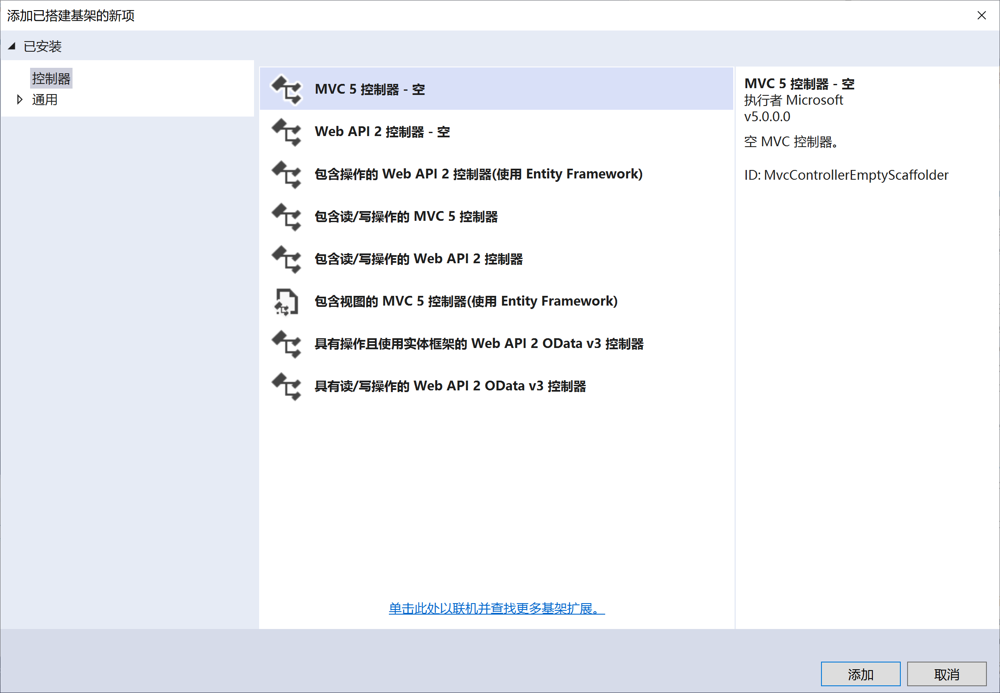 添加已搭建基架的新项
已安装
控制器
通用
MVC 5 控制器 - 空
Web API 2 控制器 - 空
包含操作的 Web API 2 控制器(使用 Entity Framework)
包含读/写操作的 MVC 5 控制器
包含读/写操作的 Web API 2 控制器
包含视图的 MVC 5 控制器(使用 Entity Framework)
具有操作且使用实体框架的 Web API 2 OData v3 控制器
具有读/写操作的 Web API 2 OData v3 控制器
单击此处以联机并查找更多基架扩展。
MVC 5 控制器 - 空
执行者 Microsoft
v5.0.0.0
空 MVC 控制器。
ID: MvcControllerEmptyScaffolder
添加
取消